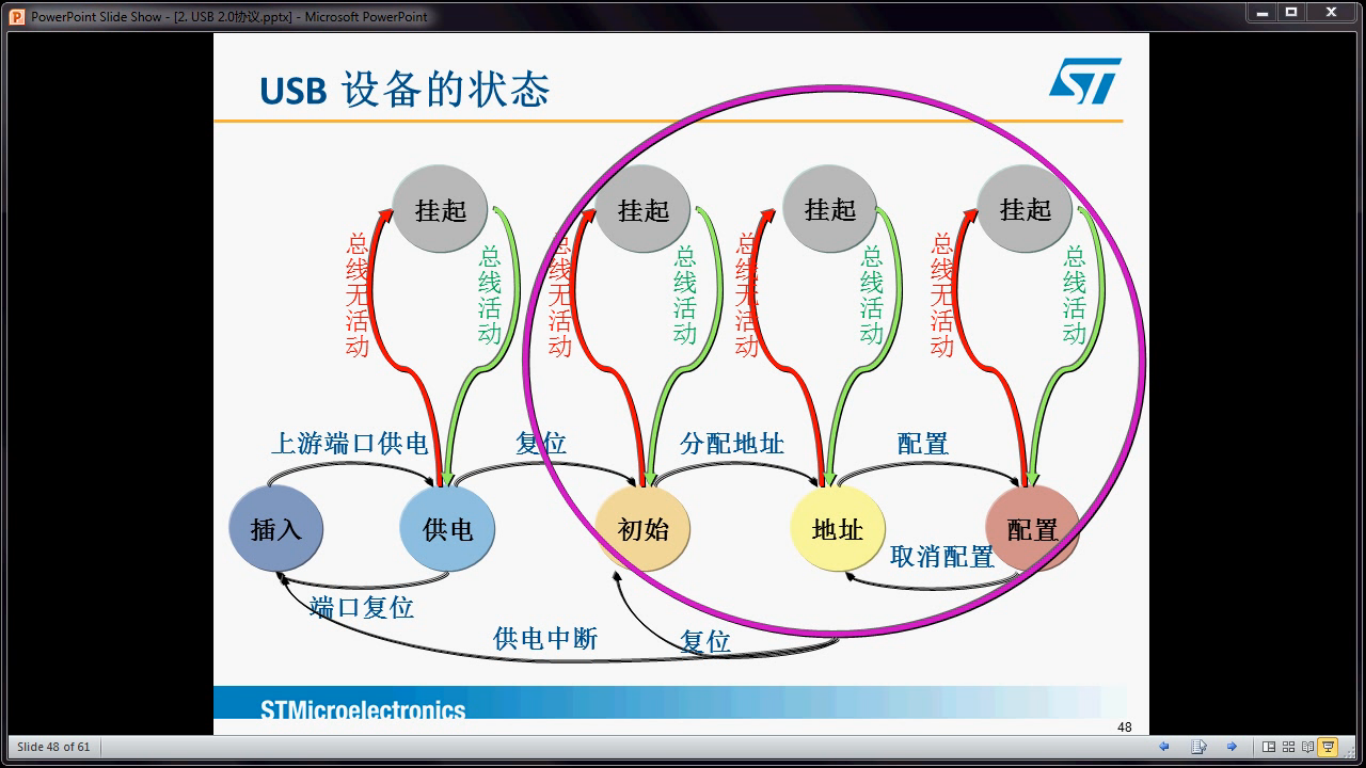 PowerPoint Slide Show - [2. USB 2.0协议.pptx] - Microsoft PowerPoint
USB 设备的状态
ST
挂起
挂起
挂起
挂起
总线无活动
总线活动
总线无活动
总线活动
总线无活动
总线活动
总线无活动
总线活动
上游端口供电
复位
分配地址
配置
插入
供电
初始
地址
配置
取消配置
端口复位
供电中断
复位
STMicroelectronics
48
Slide 48 of 61